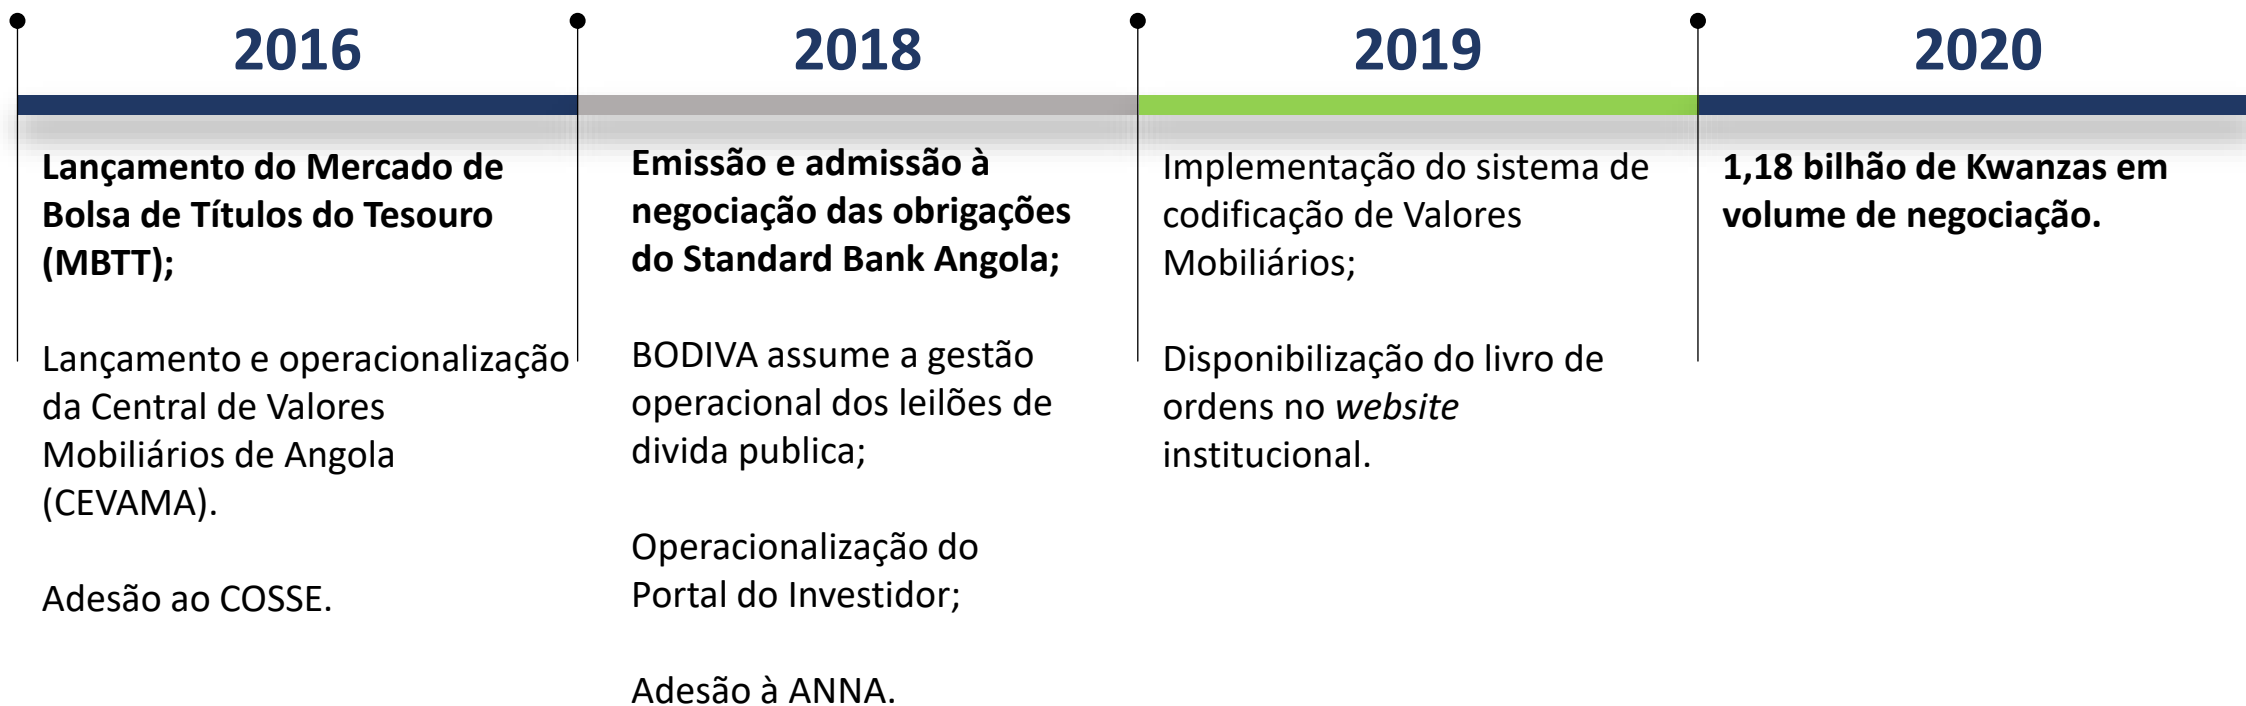 2016
Lançamento do Mercado de
Bolsa de Títulos do Tesouro
(MBTT);
Lançamento e operacionalização
da Central de Valores
Mobiliários de Angola
(CEVAMA).
Adesão ao COSSE.
2018
Emissão e admissão à
negociação das obrigações
do Standard Bank Angola;
BODIVA assume a gestão
operacional dos leilões de
divida publica;
Operacionalização do
Portal do Investidor;
Adesão à ANNA.
2019
Implementação do sistema de
codificação de Valores
Mobiliários;
Disponibilização do livro de
ordens no website
institucional.
2020
1,18 bilhão de Kwanzas em
volume de negociação.